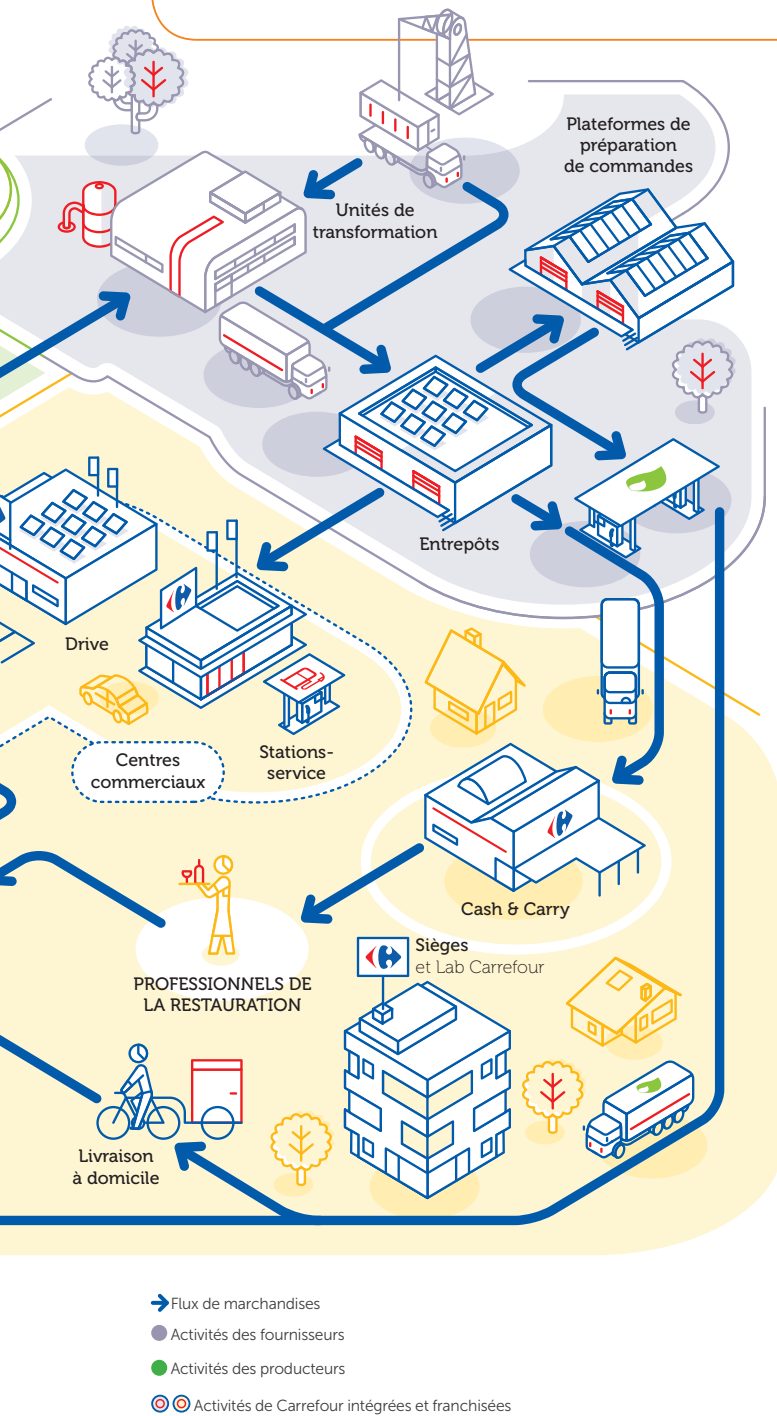 Plateformes de
préparation
de commandes
Unités de
transformation
Entrepôts
Drive
Stations-
service
Centres
commerciaux
Cash & Carry
Sièges
et Lab Carrefour
PROFESSIONNELS DE
LA RESTAURATION
Livraison
à domicile
Flux de marchandises
Activités des fournisseurs
Activités des producteurs
Activités de Carrefour intégrées et franchisées